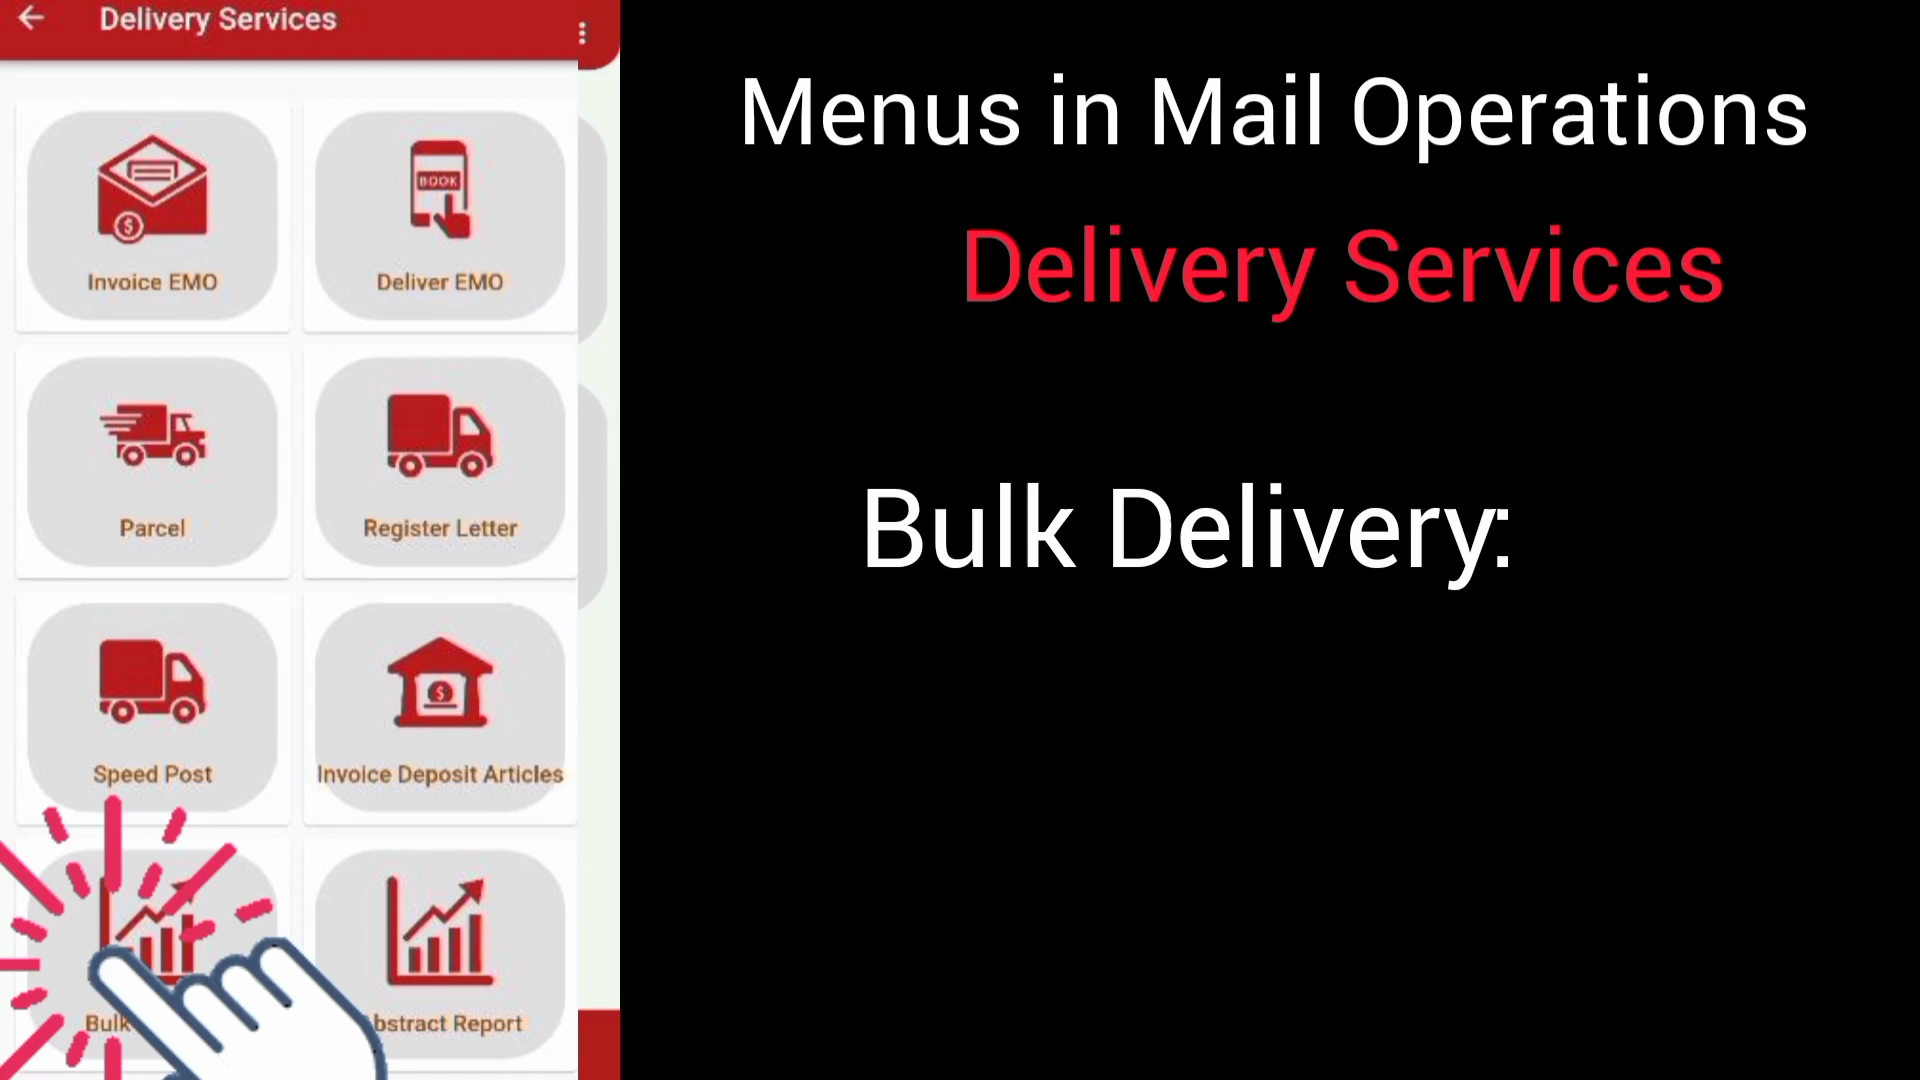 Delivery Services
Invoice EMO
BOOK
Deliver EMO
Parcel
Register Letter
Speed Post
Invoice Deposit Articles
Bulk
bstract Report
Menus in Mail Operations
Delivery Services
Bulk Delivery: